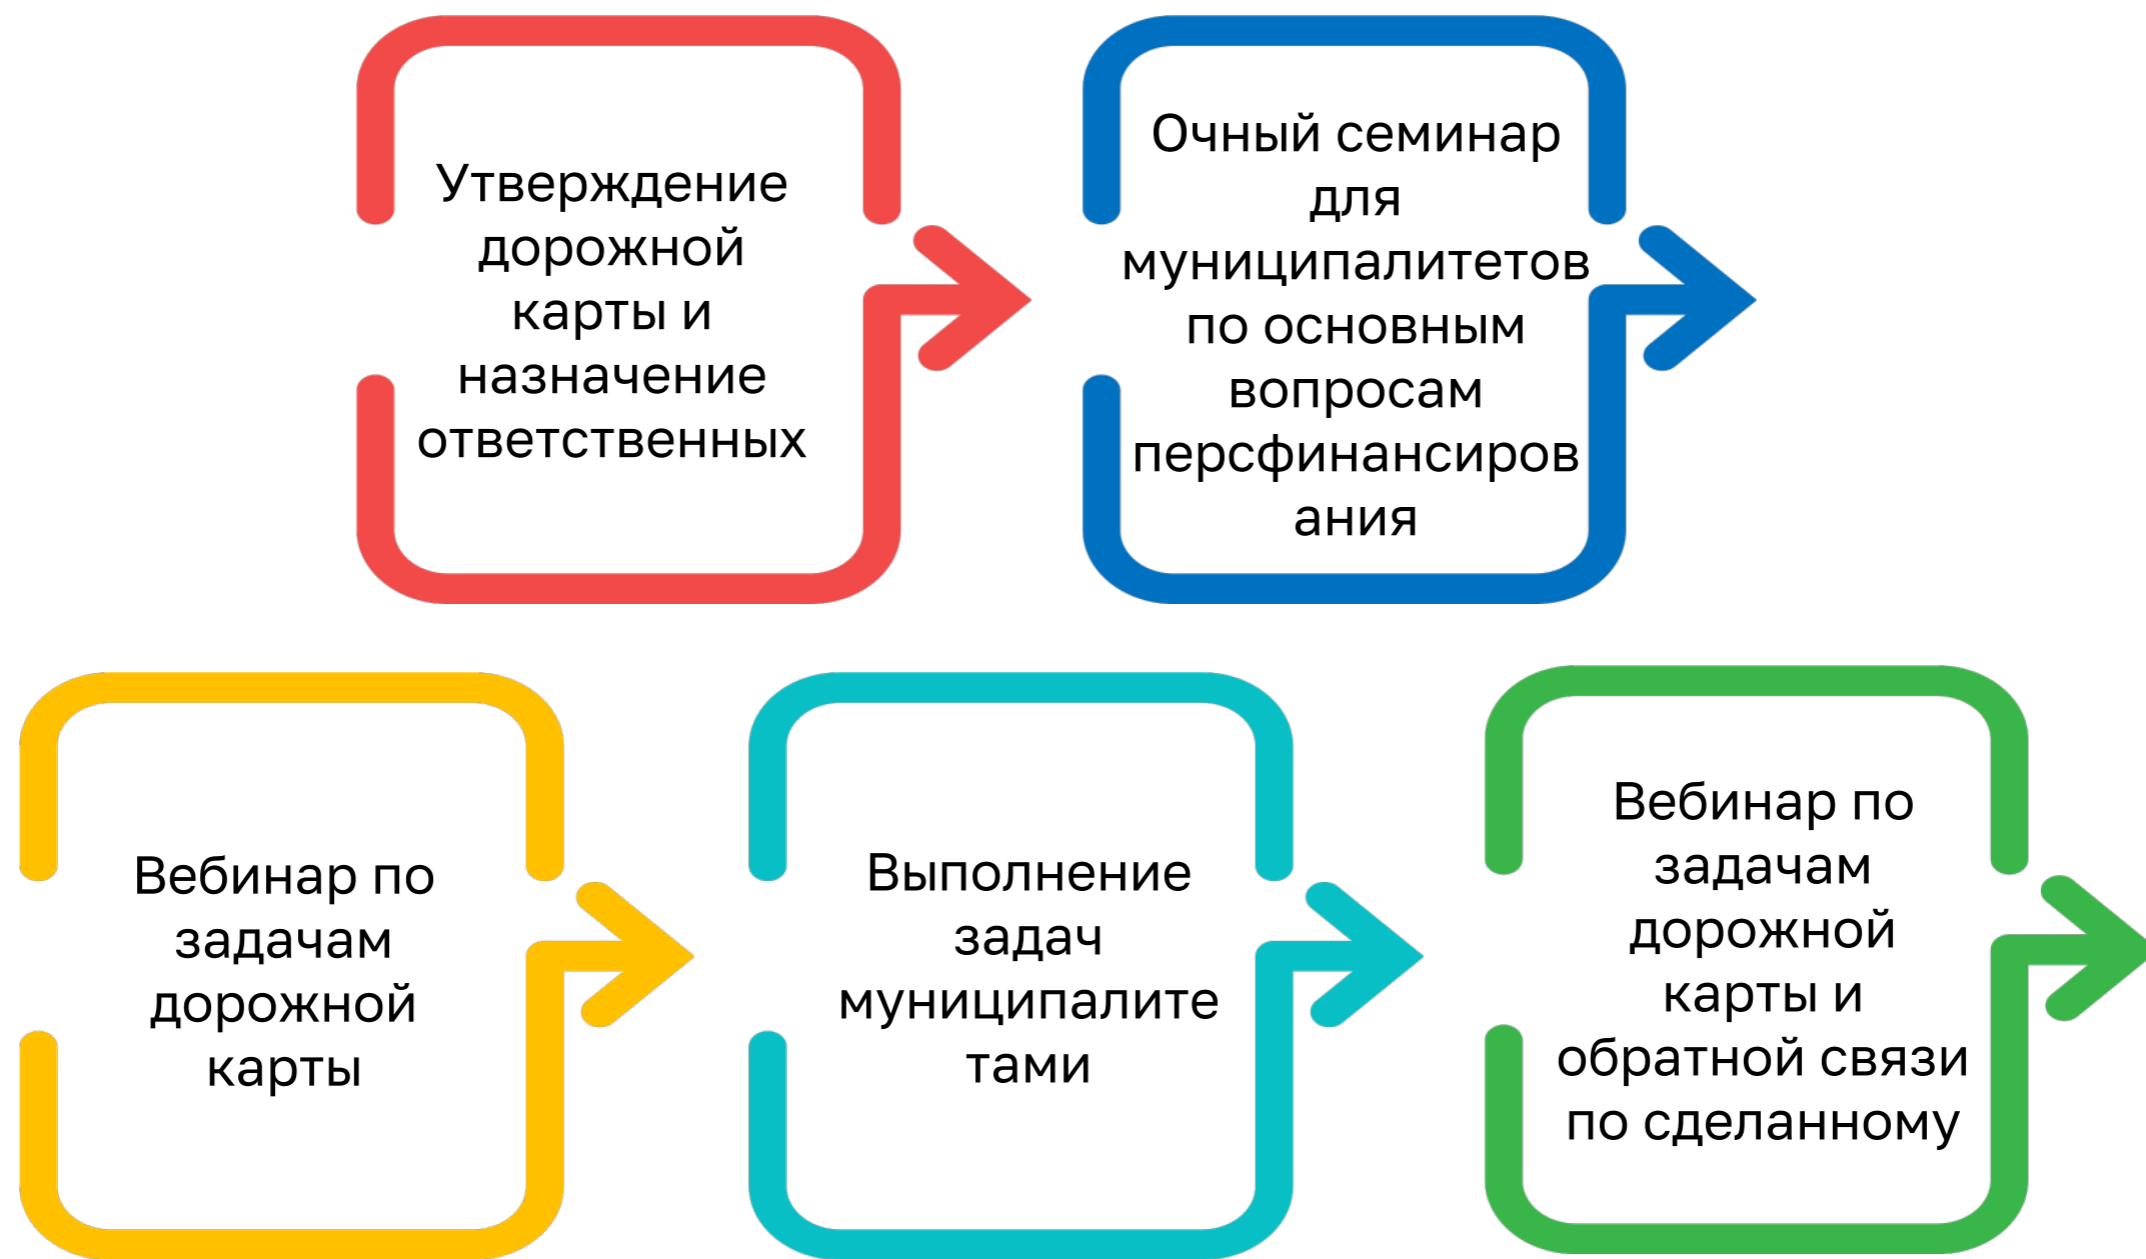 Утверждение
дорожной
карты и
назначение
ответственных
Очный семинар
для
муниципалитетов
по основным
вопросам
персфинансиров
ания
Вебинар по
задачам
дорожной
карты
Выполнение
задач
муниципалите
тами
Вебинар по
задачам
дорожной
карты и
обратной связи
по сделанному